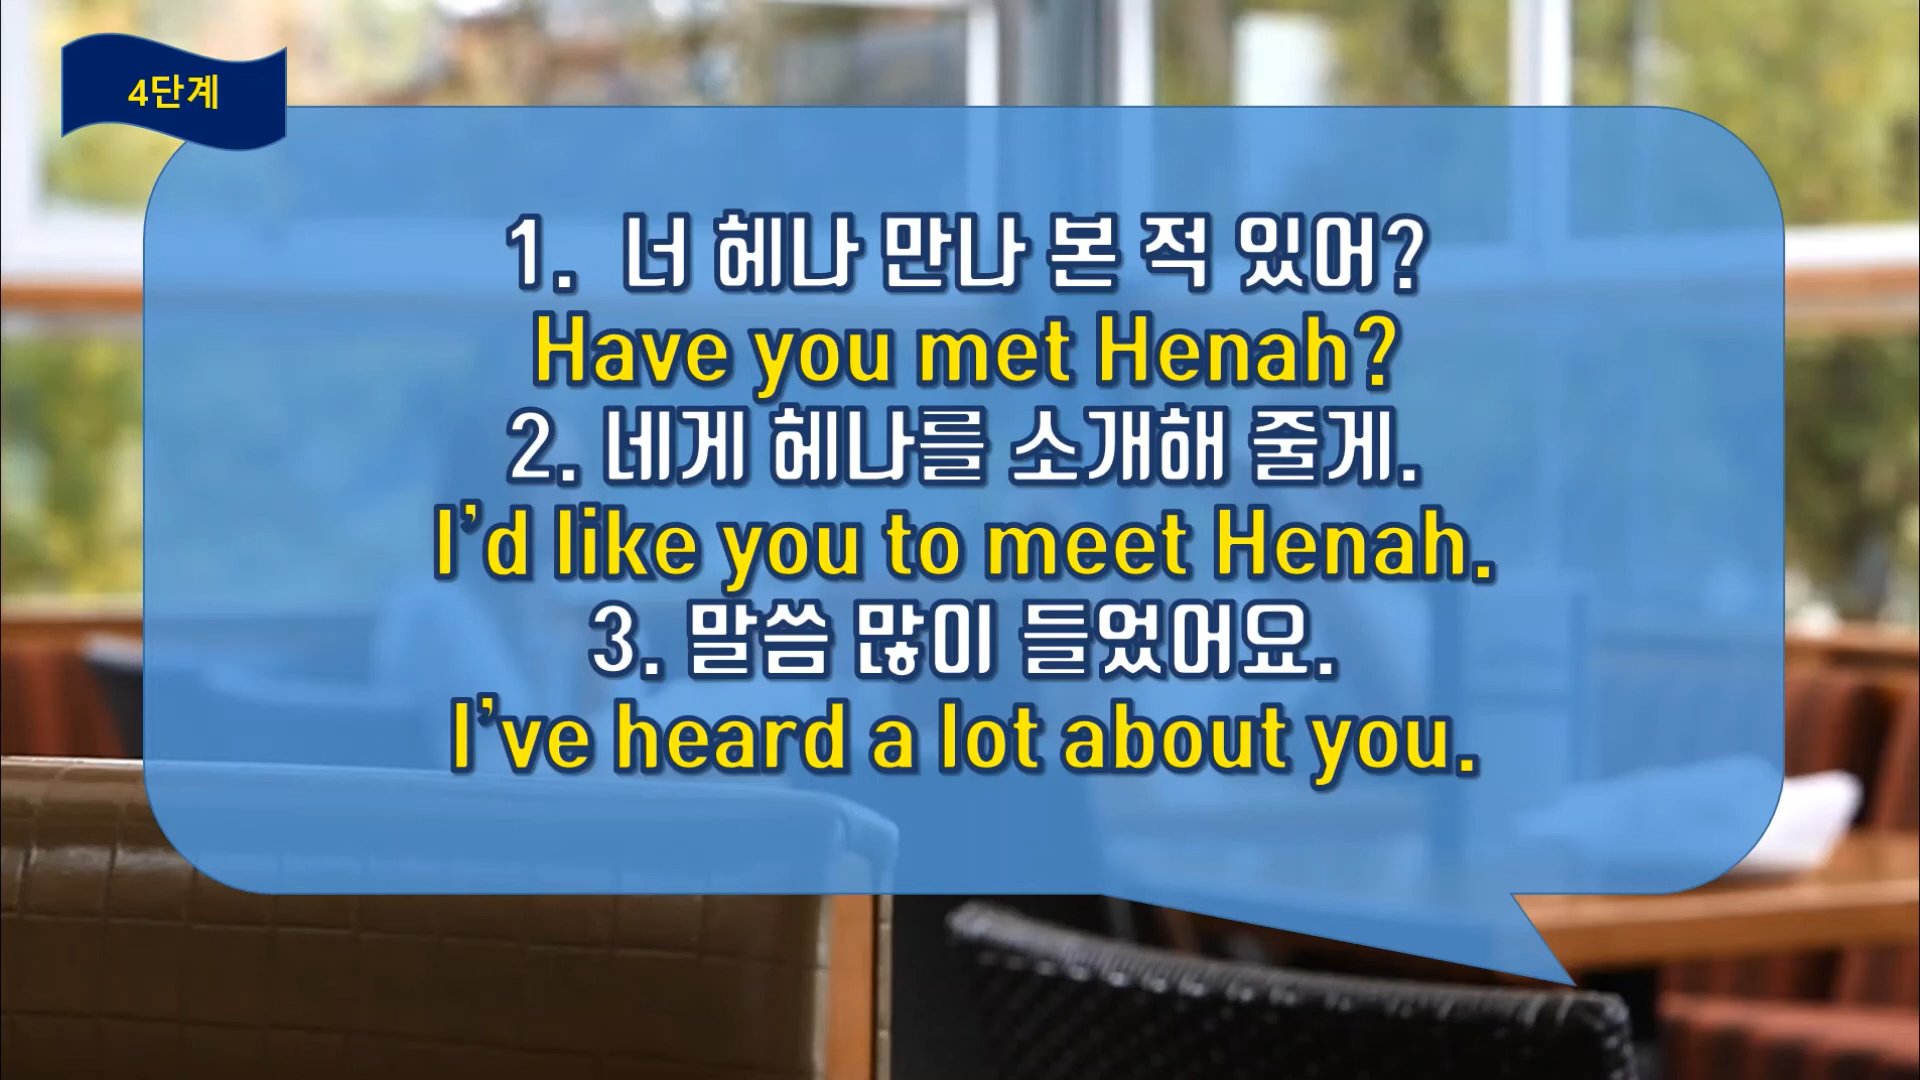 4단계
1. 너 헤나 만나 본 적 있어?
Have you met Henah?
2. 네게 헤나를 소개해 줄게.
I’d like you to meet Henah.
3. 말씀 많이 들었어요.
I’ve heard a lot about you.